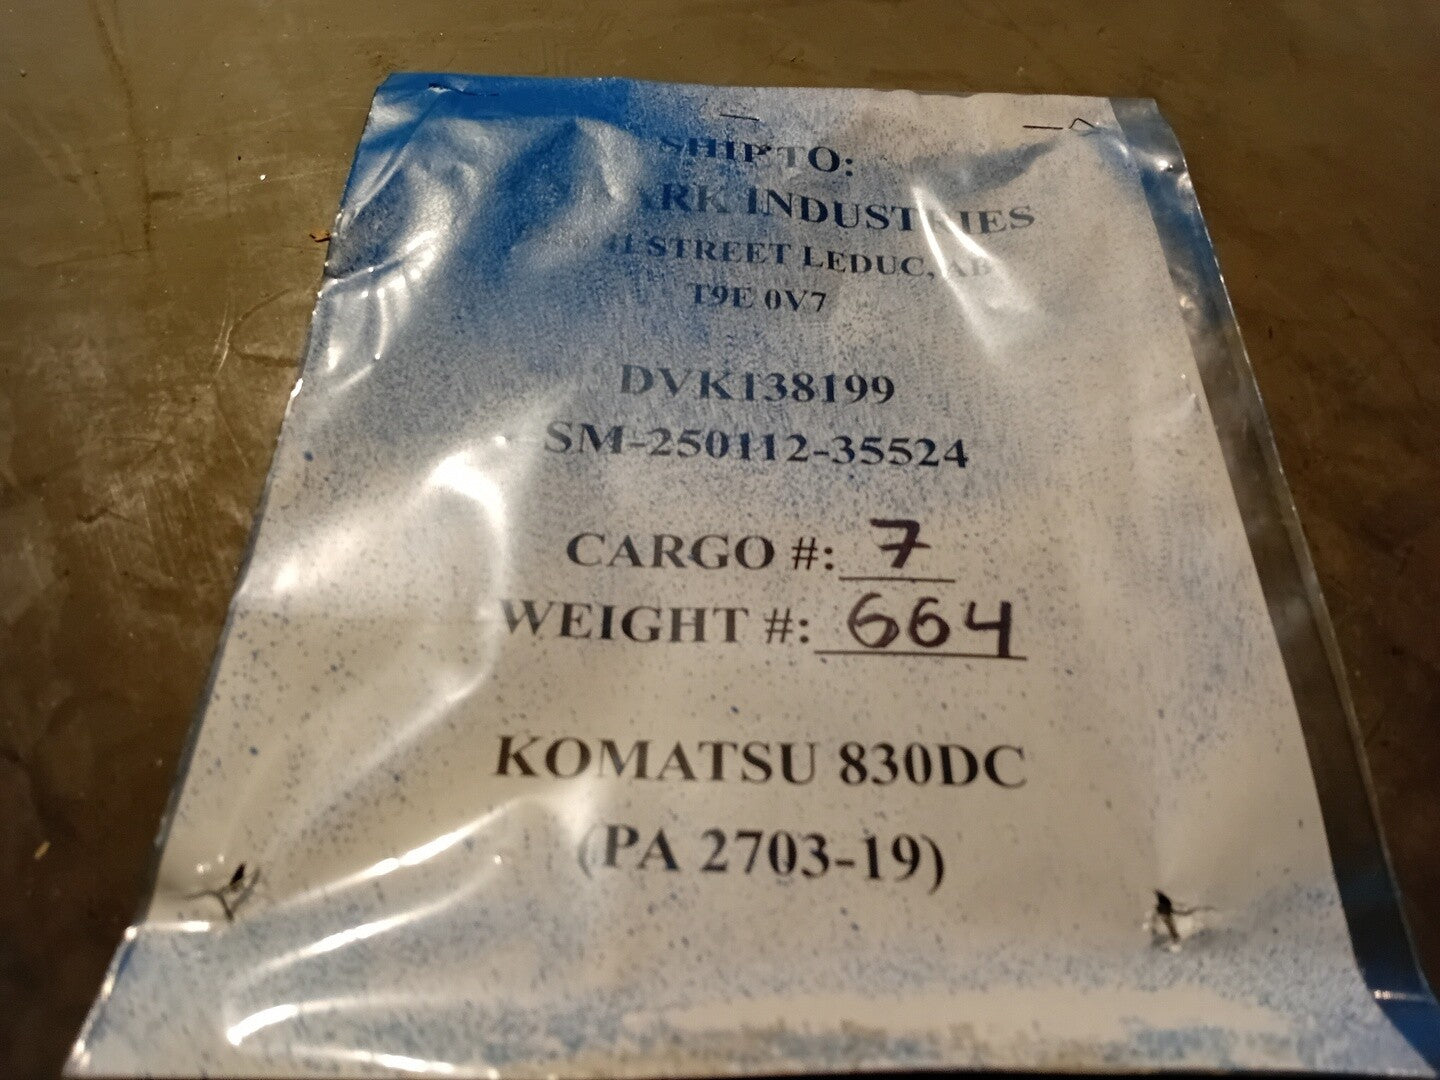 SHIP TO:
INDUSTRIES
STREET LEDUC, AB
T9E 0V7
DVK138199
SM-250112-35524
CARGO #: 7
WEIGHT #: 664
KOMATSU 830DC
(PA 2703-19)